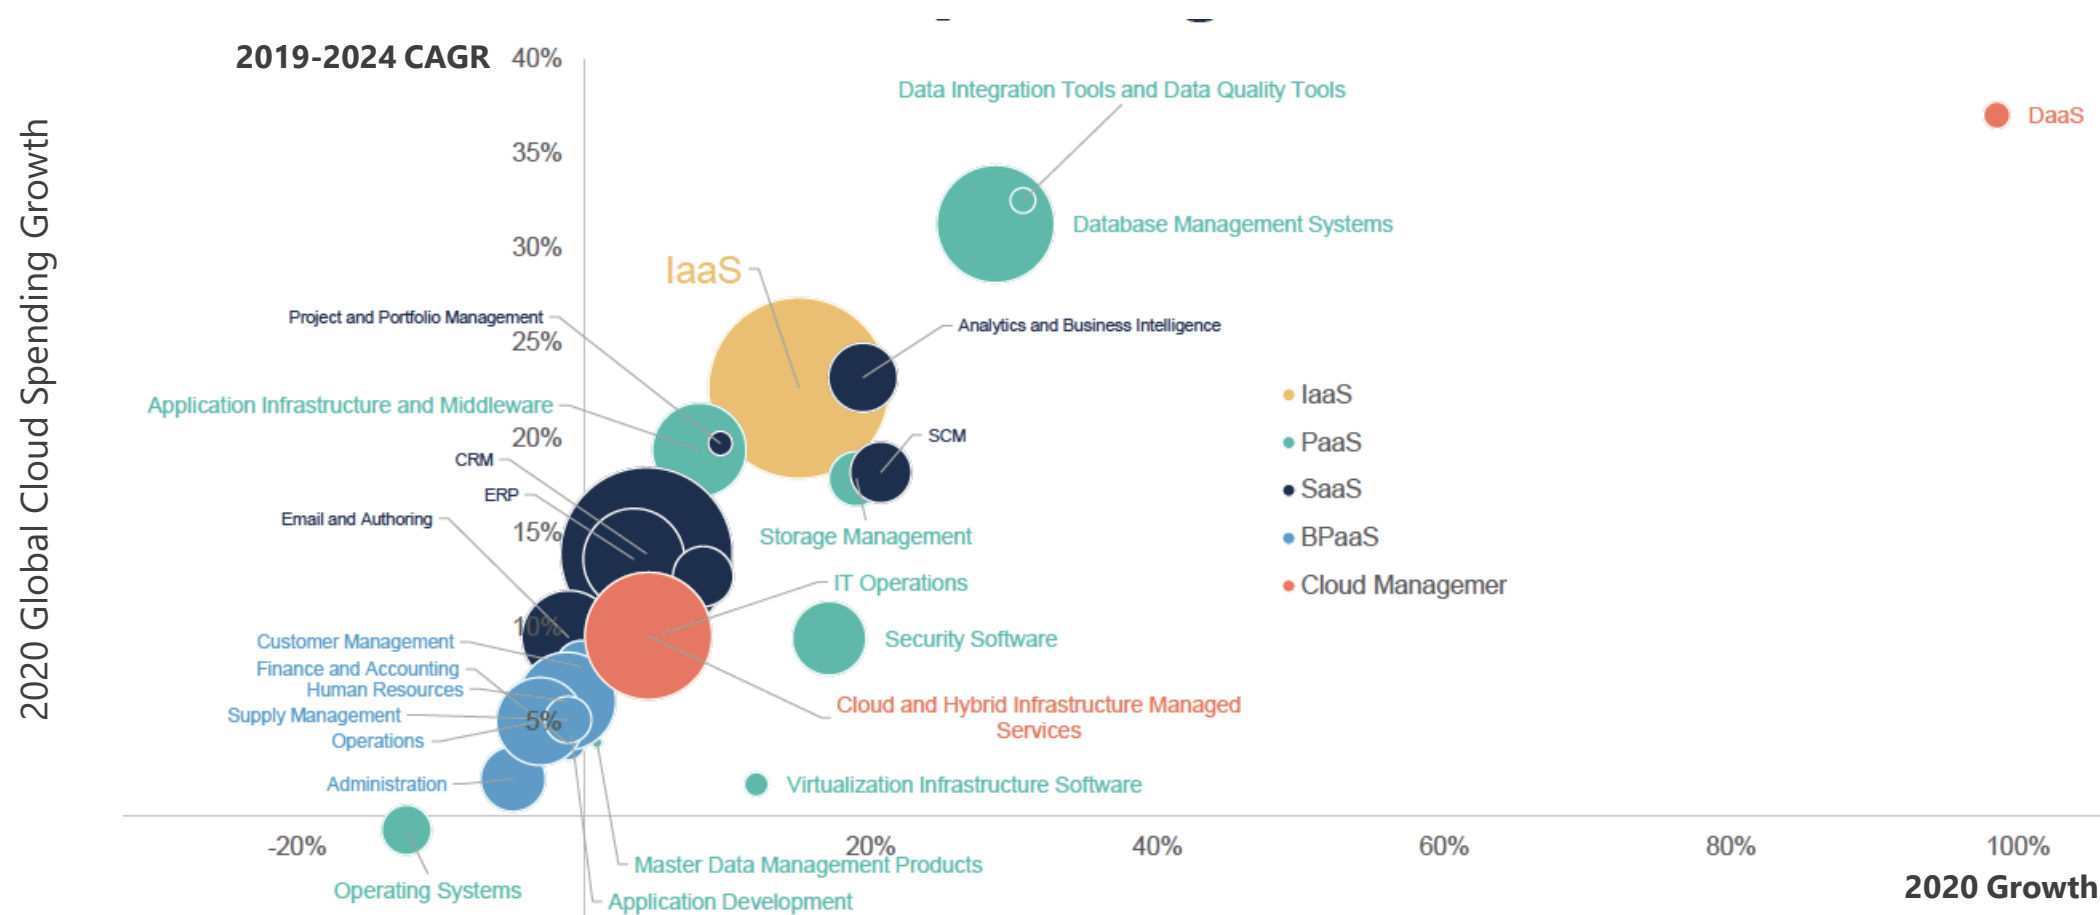 2019-2024 CAGR
40%
Data Integration Tools and Data Quality Tools
DaaS
35%
Database Management Systems
30%
IaaS
Project and Portfolio Management
25%
Analytics and Business Intelligence
IaaS
Application Infrastructure and Middleware
20%
SCM
PaaS
CRM
ERP
SaaS
Email and Authoring
15%
Storage Management
BPaaS
IT Operations
Cloud Managemer
10%
Customer Management
Security Software
Finance and Accounting
Human Resources
Supply Management
5%
Cloud and Hybrid Infrastructure Managed
Services
Operations
Administration
Virtualization Infrastructure Software
-20%
20%
40%
60%
80%
100%
Master Data Management Products
2020 Growth
Operating Systems
Application Development
2020 Global Cloud Spending Growth